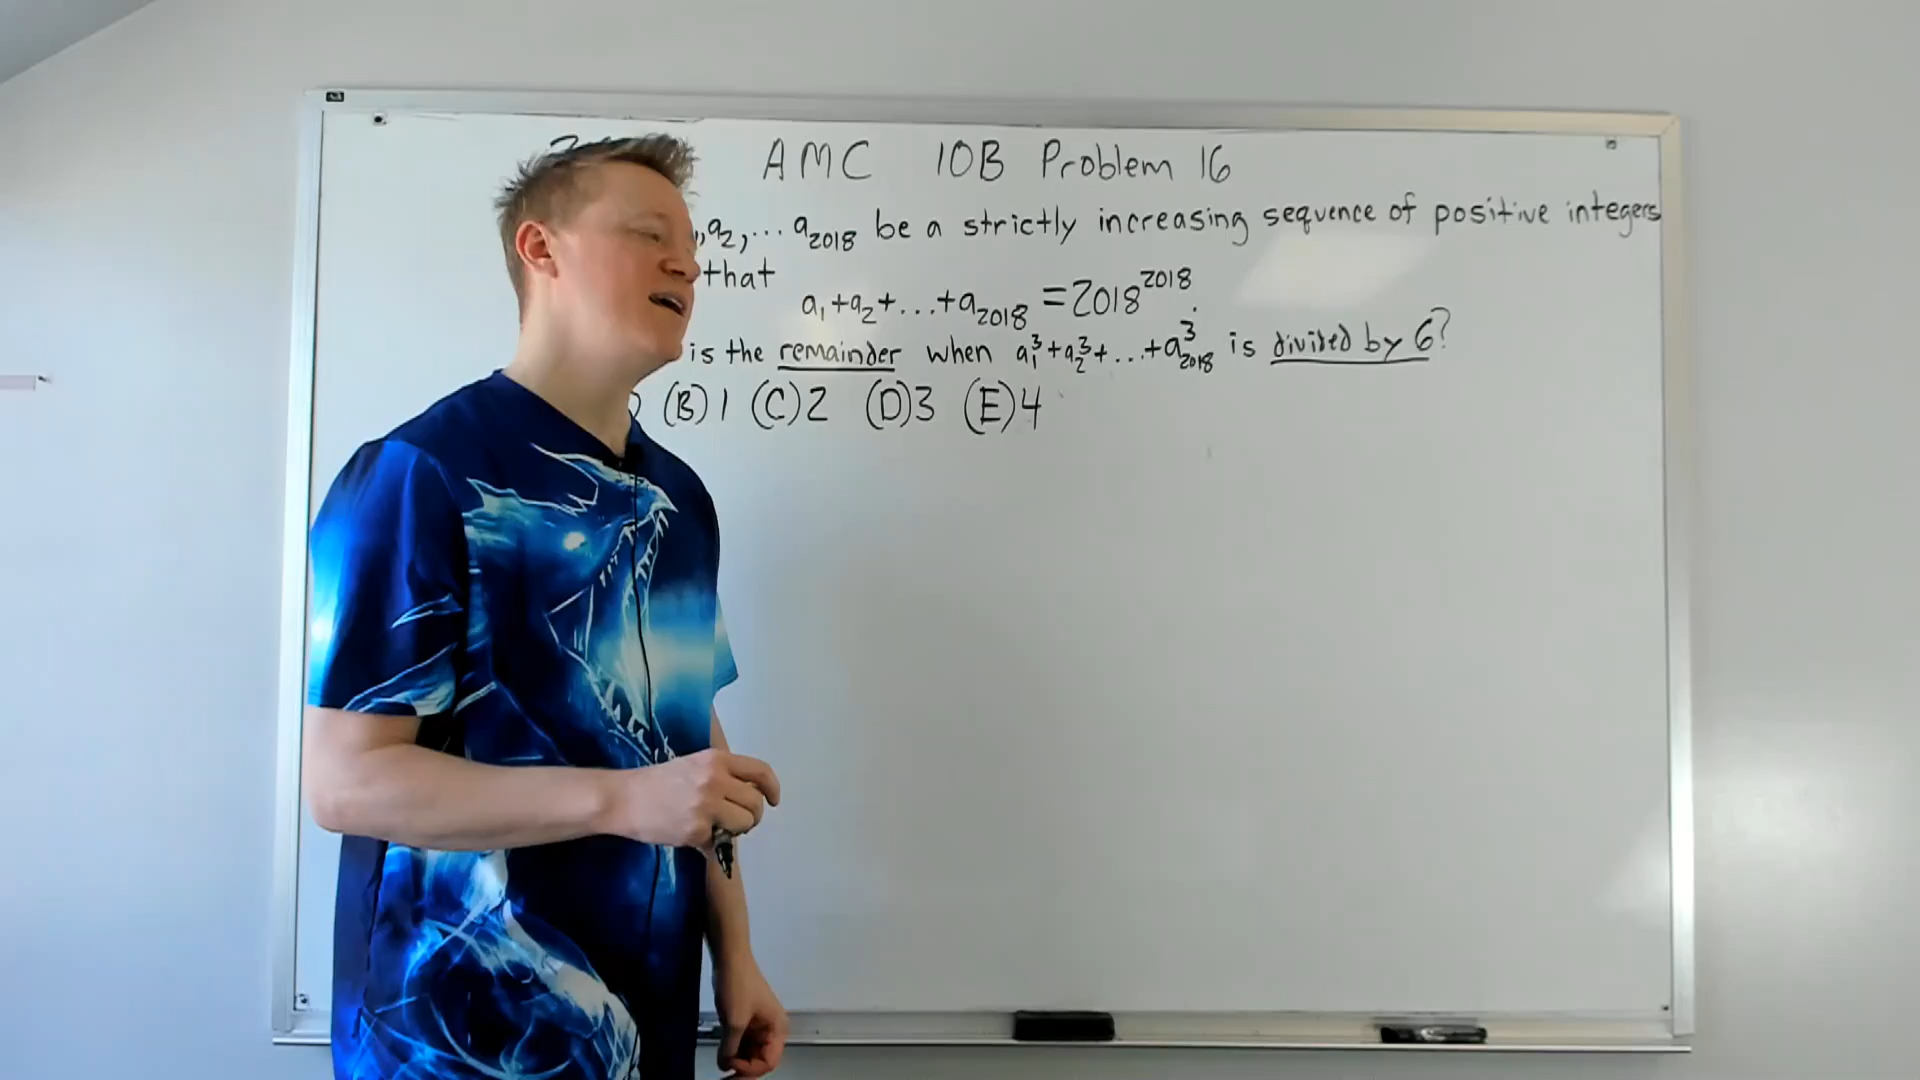 AMC 10B Problem 16
,a₂,... a₂₀₁₈ be a strictly increasing sequence of positive integers
that
a₁+a₂+...+a₂₀₁₈ = 2018²⁰¹⁸.
is the remainder when a₁³+a₂³+...+a₂₀₁₈³ is divided by 6?
(B) 1 (C) 2 (D) 3 (E) 4